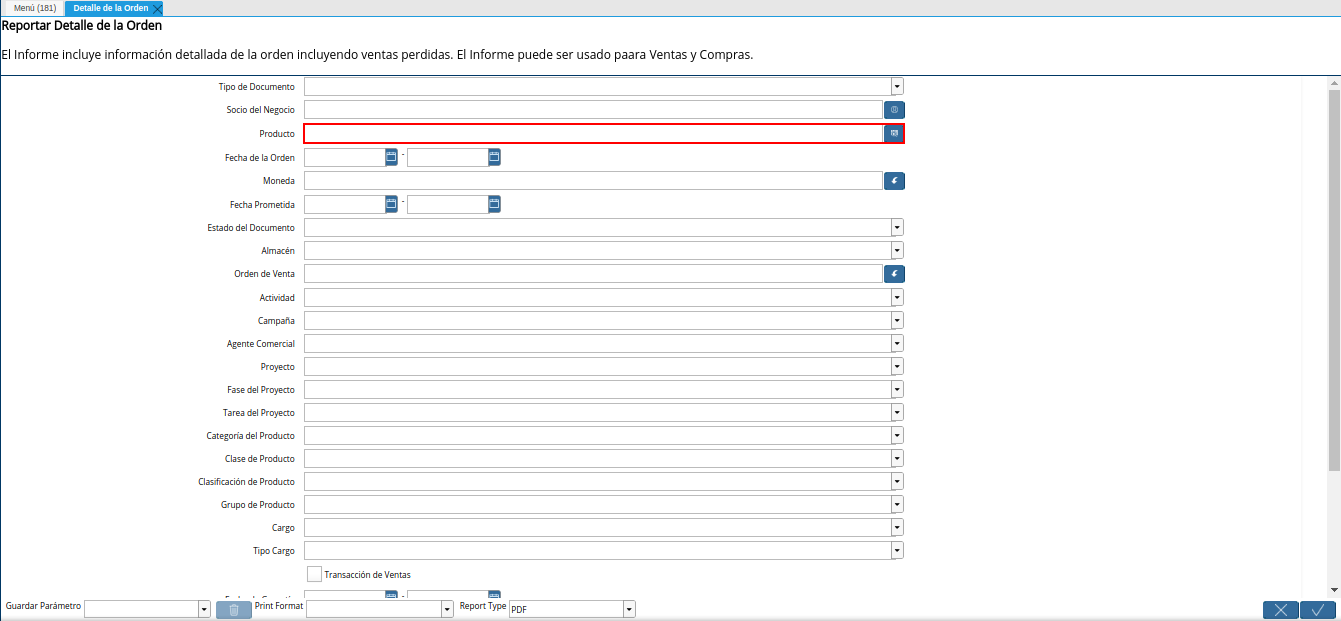 Menú (181)
Detalle de la Orden
Reportar Detalle de la Orden
El Informe incluye información detallada de la orden incluyendo ventas perdidas. El Informe puede ser usado paara Ventas y Compras.
Tipo de Documento
Socio del Negocio
Producto
Fecha de la Orden -
Moneda
Fecha Prometida -
Estado del Documento
Almacén
Orden de Venta
Actividad
Campaña
Agente Comercial
Proyecto
Fase del Proyecto
Tarea del Proyecto
Categoría del Producto
Clase de Producto
Clasificación de Producto
Grupo de Producto
Cargo
Tipo Cargo
Transacción de Ventas
Guardar Parámetro
Print Format
Report Type PDF